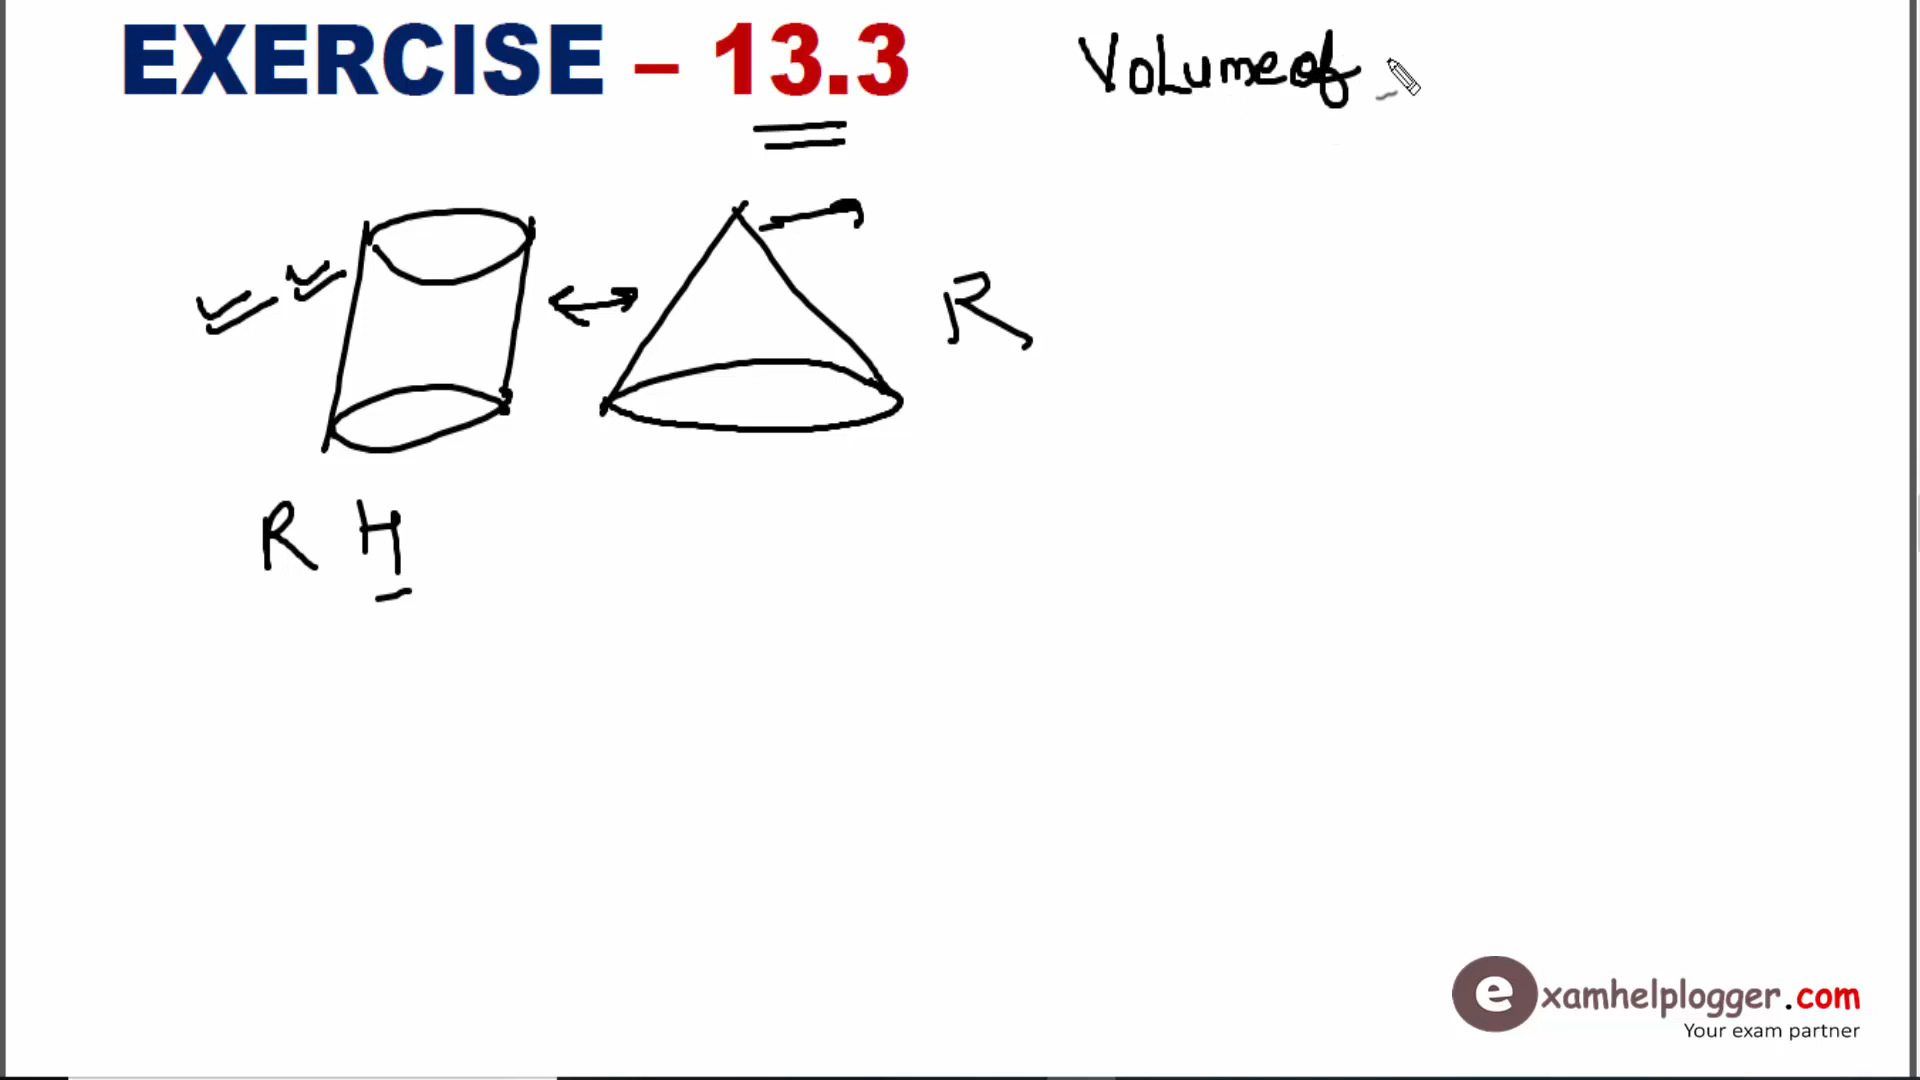 EXERCISE – 13.3
Volume of
R
R H
examhelplogger.com
Your exam partner